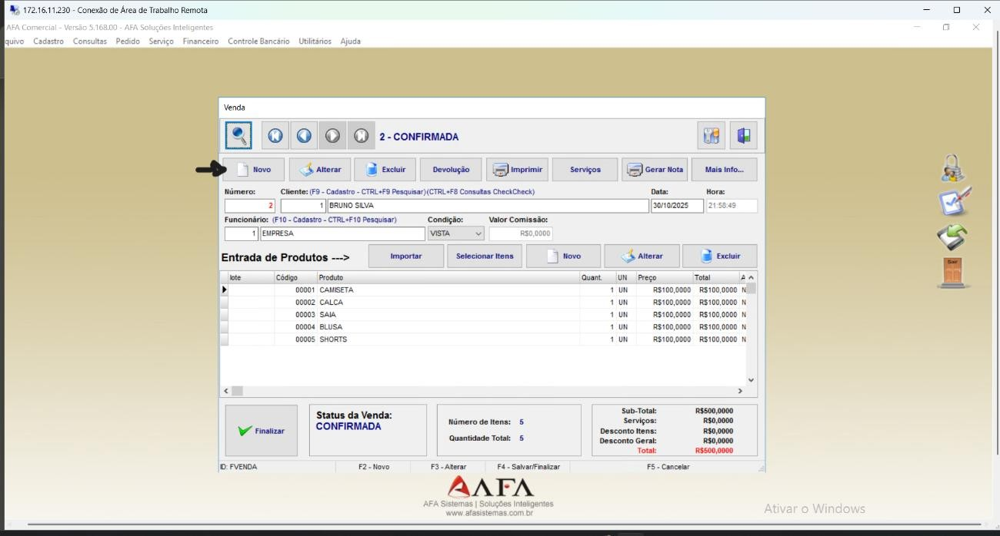 172.16.11.230 - Conexão de Área de Trabalho Remota
AFA Comercial - Versão 5.168.00 - AFA Soluções Inteligentes
quivo Cadastro Consultas Pedido Serviço Financeiro Controle Bancário Utilitários Ajuda
Venda
2 - CONFIRMADA
Novo Alterar Excluir Devolução Imprimir Serviços Gerar Nota Mais Info...
Número: Cliente: (F9 - Cadastro - CTRL+F9 Pesquisar)(CTRL+F8 Consultas CheckCheck) Data: Hora:
2 1 BRUNO SILVA 30/10/2025 21:58:49
Funcionário: (F10 - Cadastro - CTRL+F10 Pesquisar) Condição: Valor Comissão:
1 EMPRESA VISTA R$0,0000
Entrada de Produtos ---> Importar Selecionar Itens Novo Alterar Excluir
lote Código Produto Quant. UN Preço Total A
00001 CAMISETA 1 UN R$100,0000 R$100,0000 N
00002 CALCA 1 UN R$100,0000 R$100,0000 N
00003 SAIA 1 UN R$100,0000 R$100,0000 N
00004 BLUSA 1 UN R$100,0000 R$100,0000 N
00005 SHORTS 1 UN R$100,0000 R$100,0000 N
Finalizar
Status da Venda:
CONFIRMADA
Número de Itens: 5
Quantidade Total: 5
Sub-Total: R$500,0000
Serviços: R$0,0000
Desconto Itens: R$0,0000
Desconto Geral: R$0,0000
Total: R$500,0000
ID: FVENDA F2 - Novo F3 - Alterar F4 - Salvar/Finalizar F5 - Cancelar
Sair
AFA
AFA Sistemas | Soluções Inteligentes
www.afasistemas.com.br
Ativar o Windows